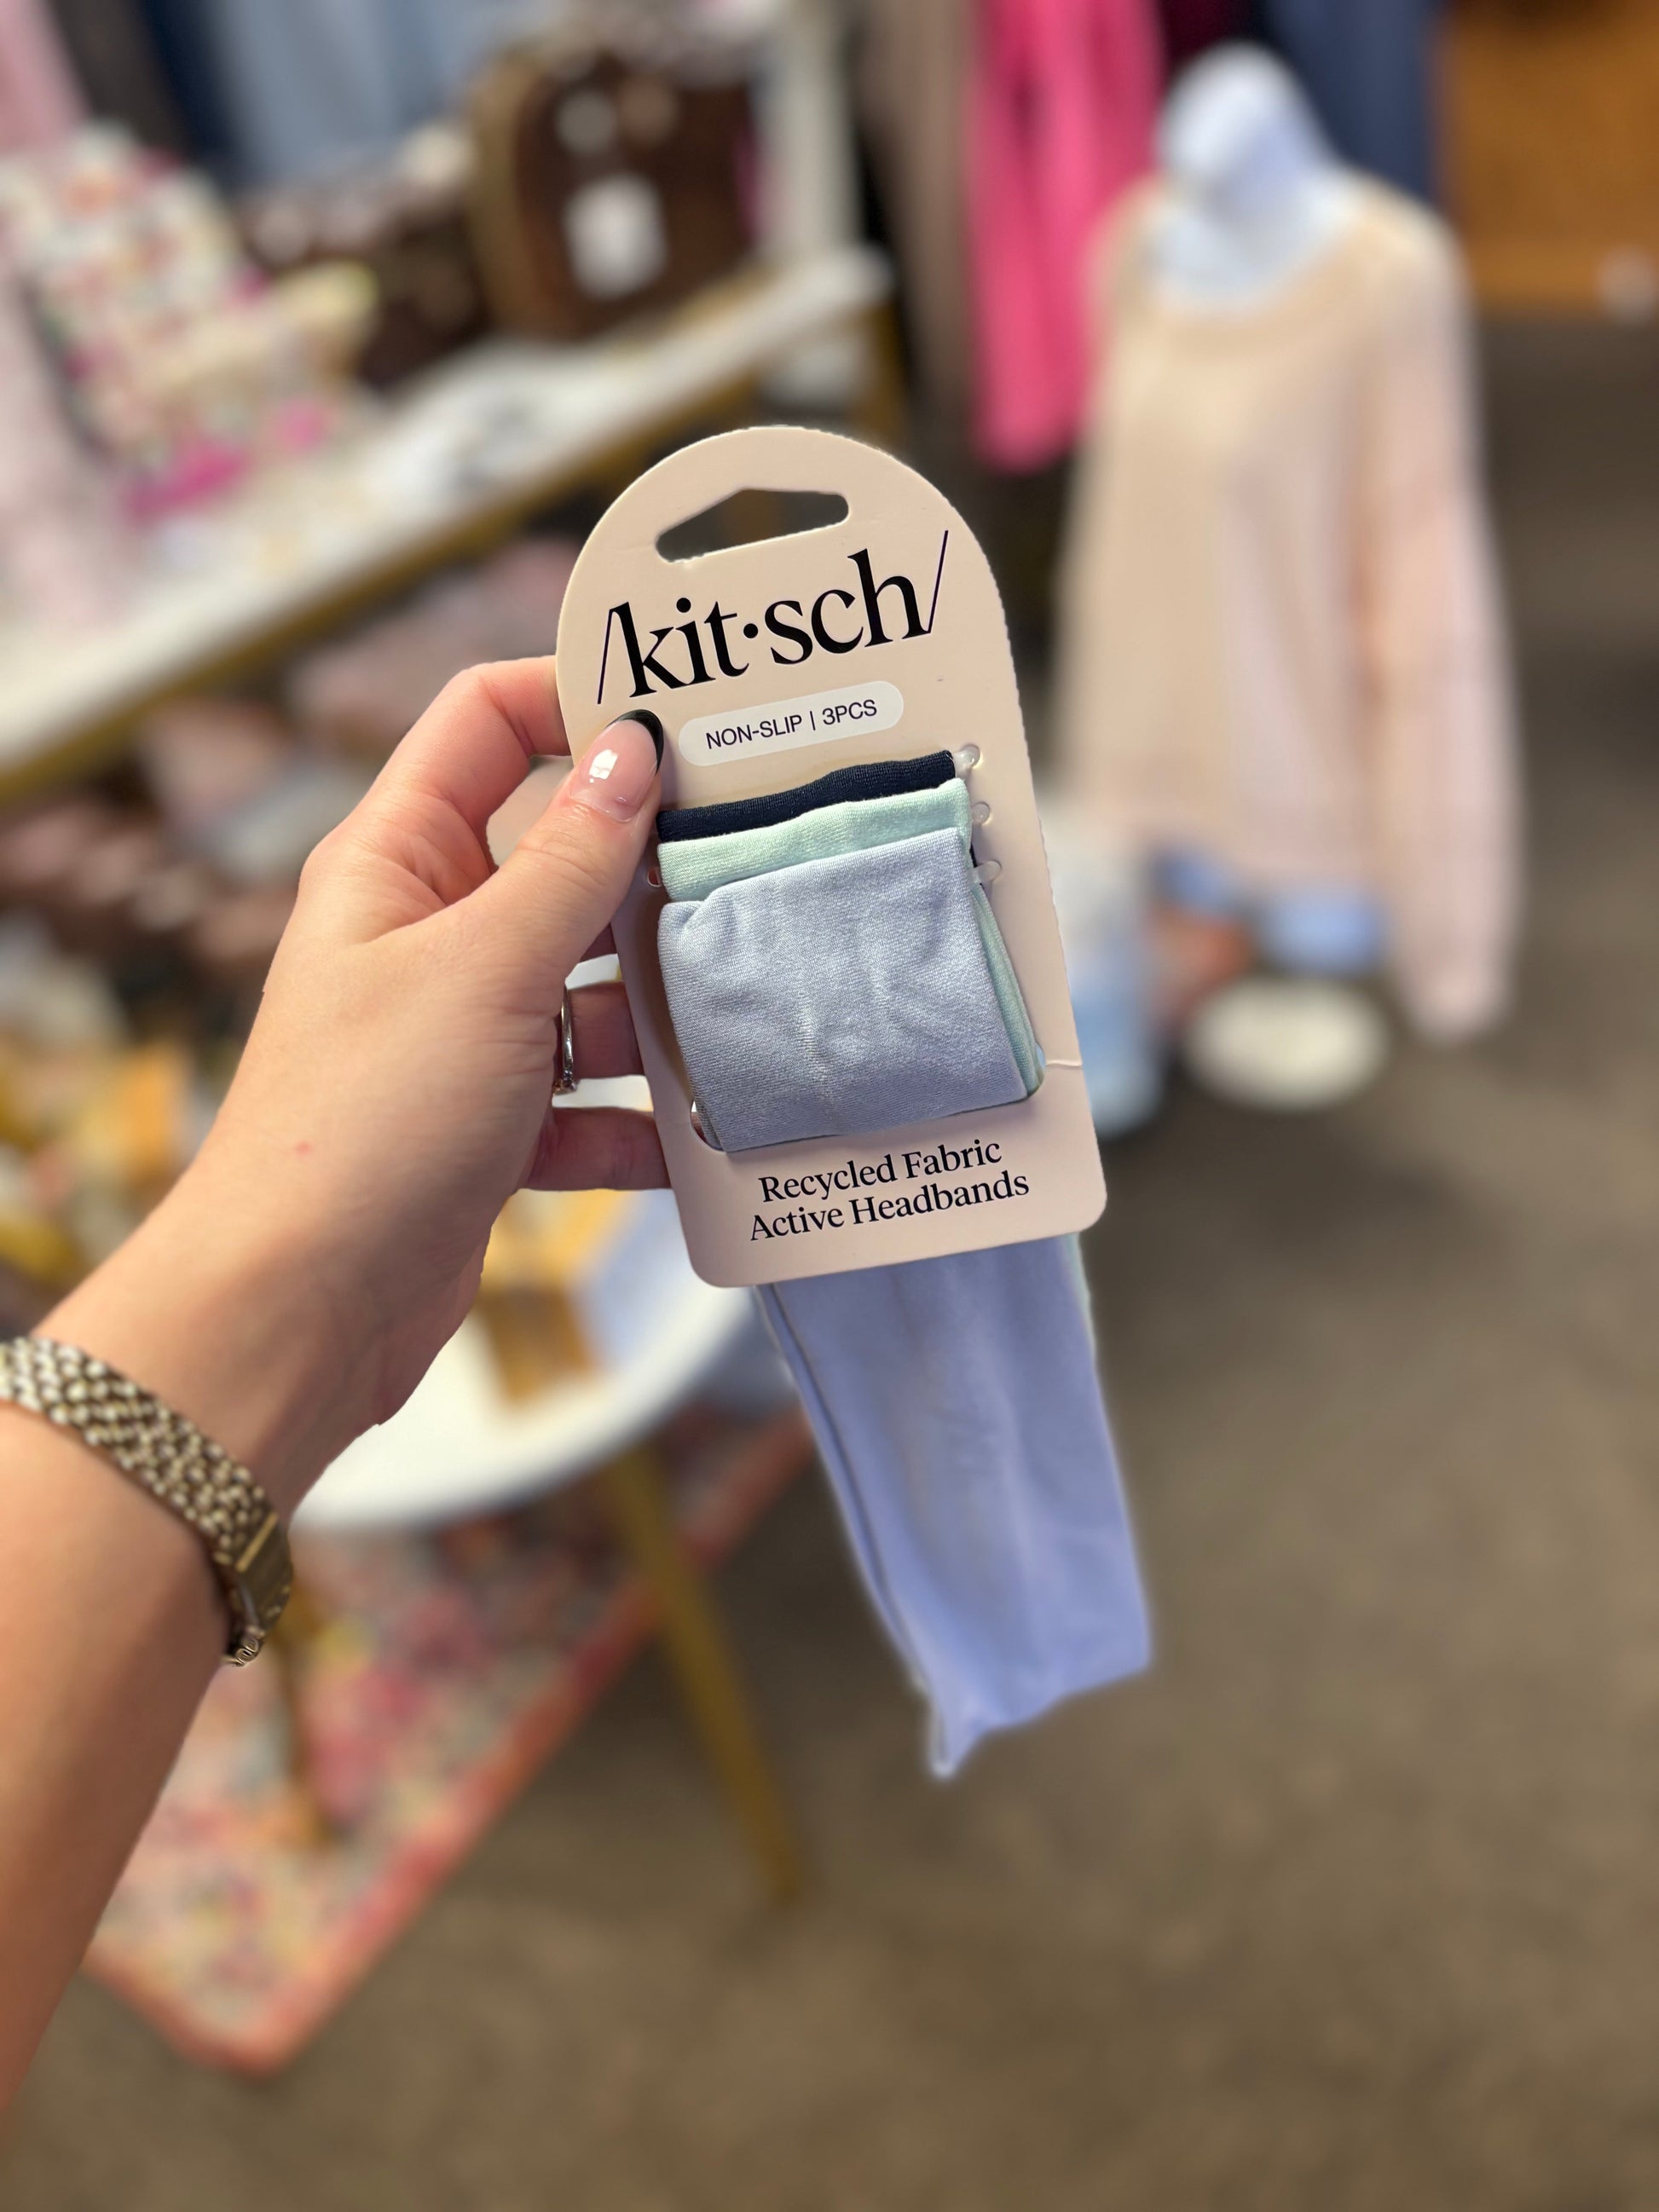 /kit·sch/
NON-SLIP | 3PCS
Recycled Fabric
Active Headbands